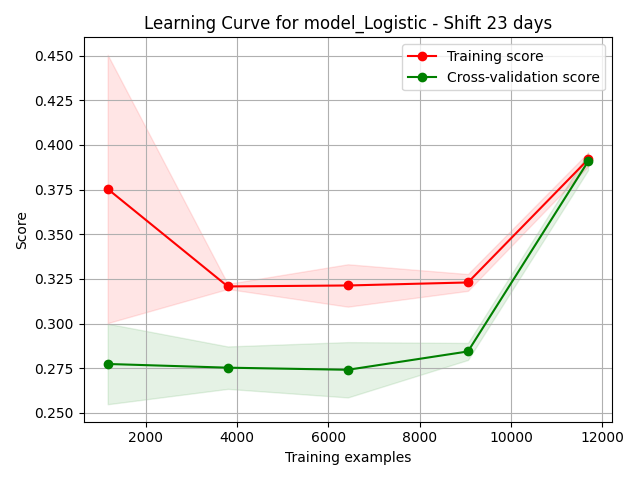 Learning Curve for model_Logistic - Shift 23 days
Training score
Cross-validation score
0.450
0.425
0.400
0.375
0.350
0.325
0.300
0.275
0.250
Score
2000 4000 6000 8000 10000 12000
Training examples